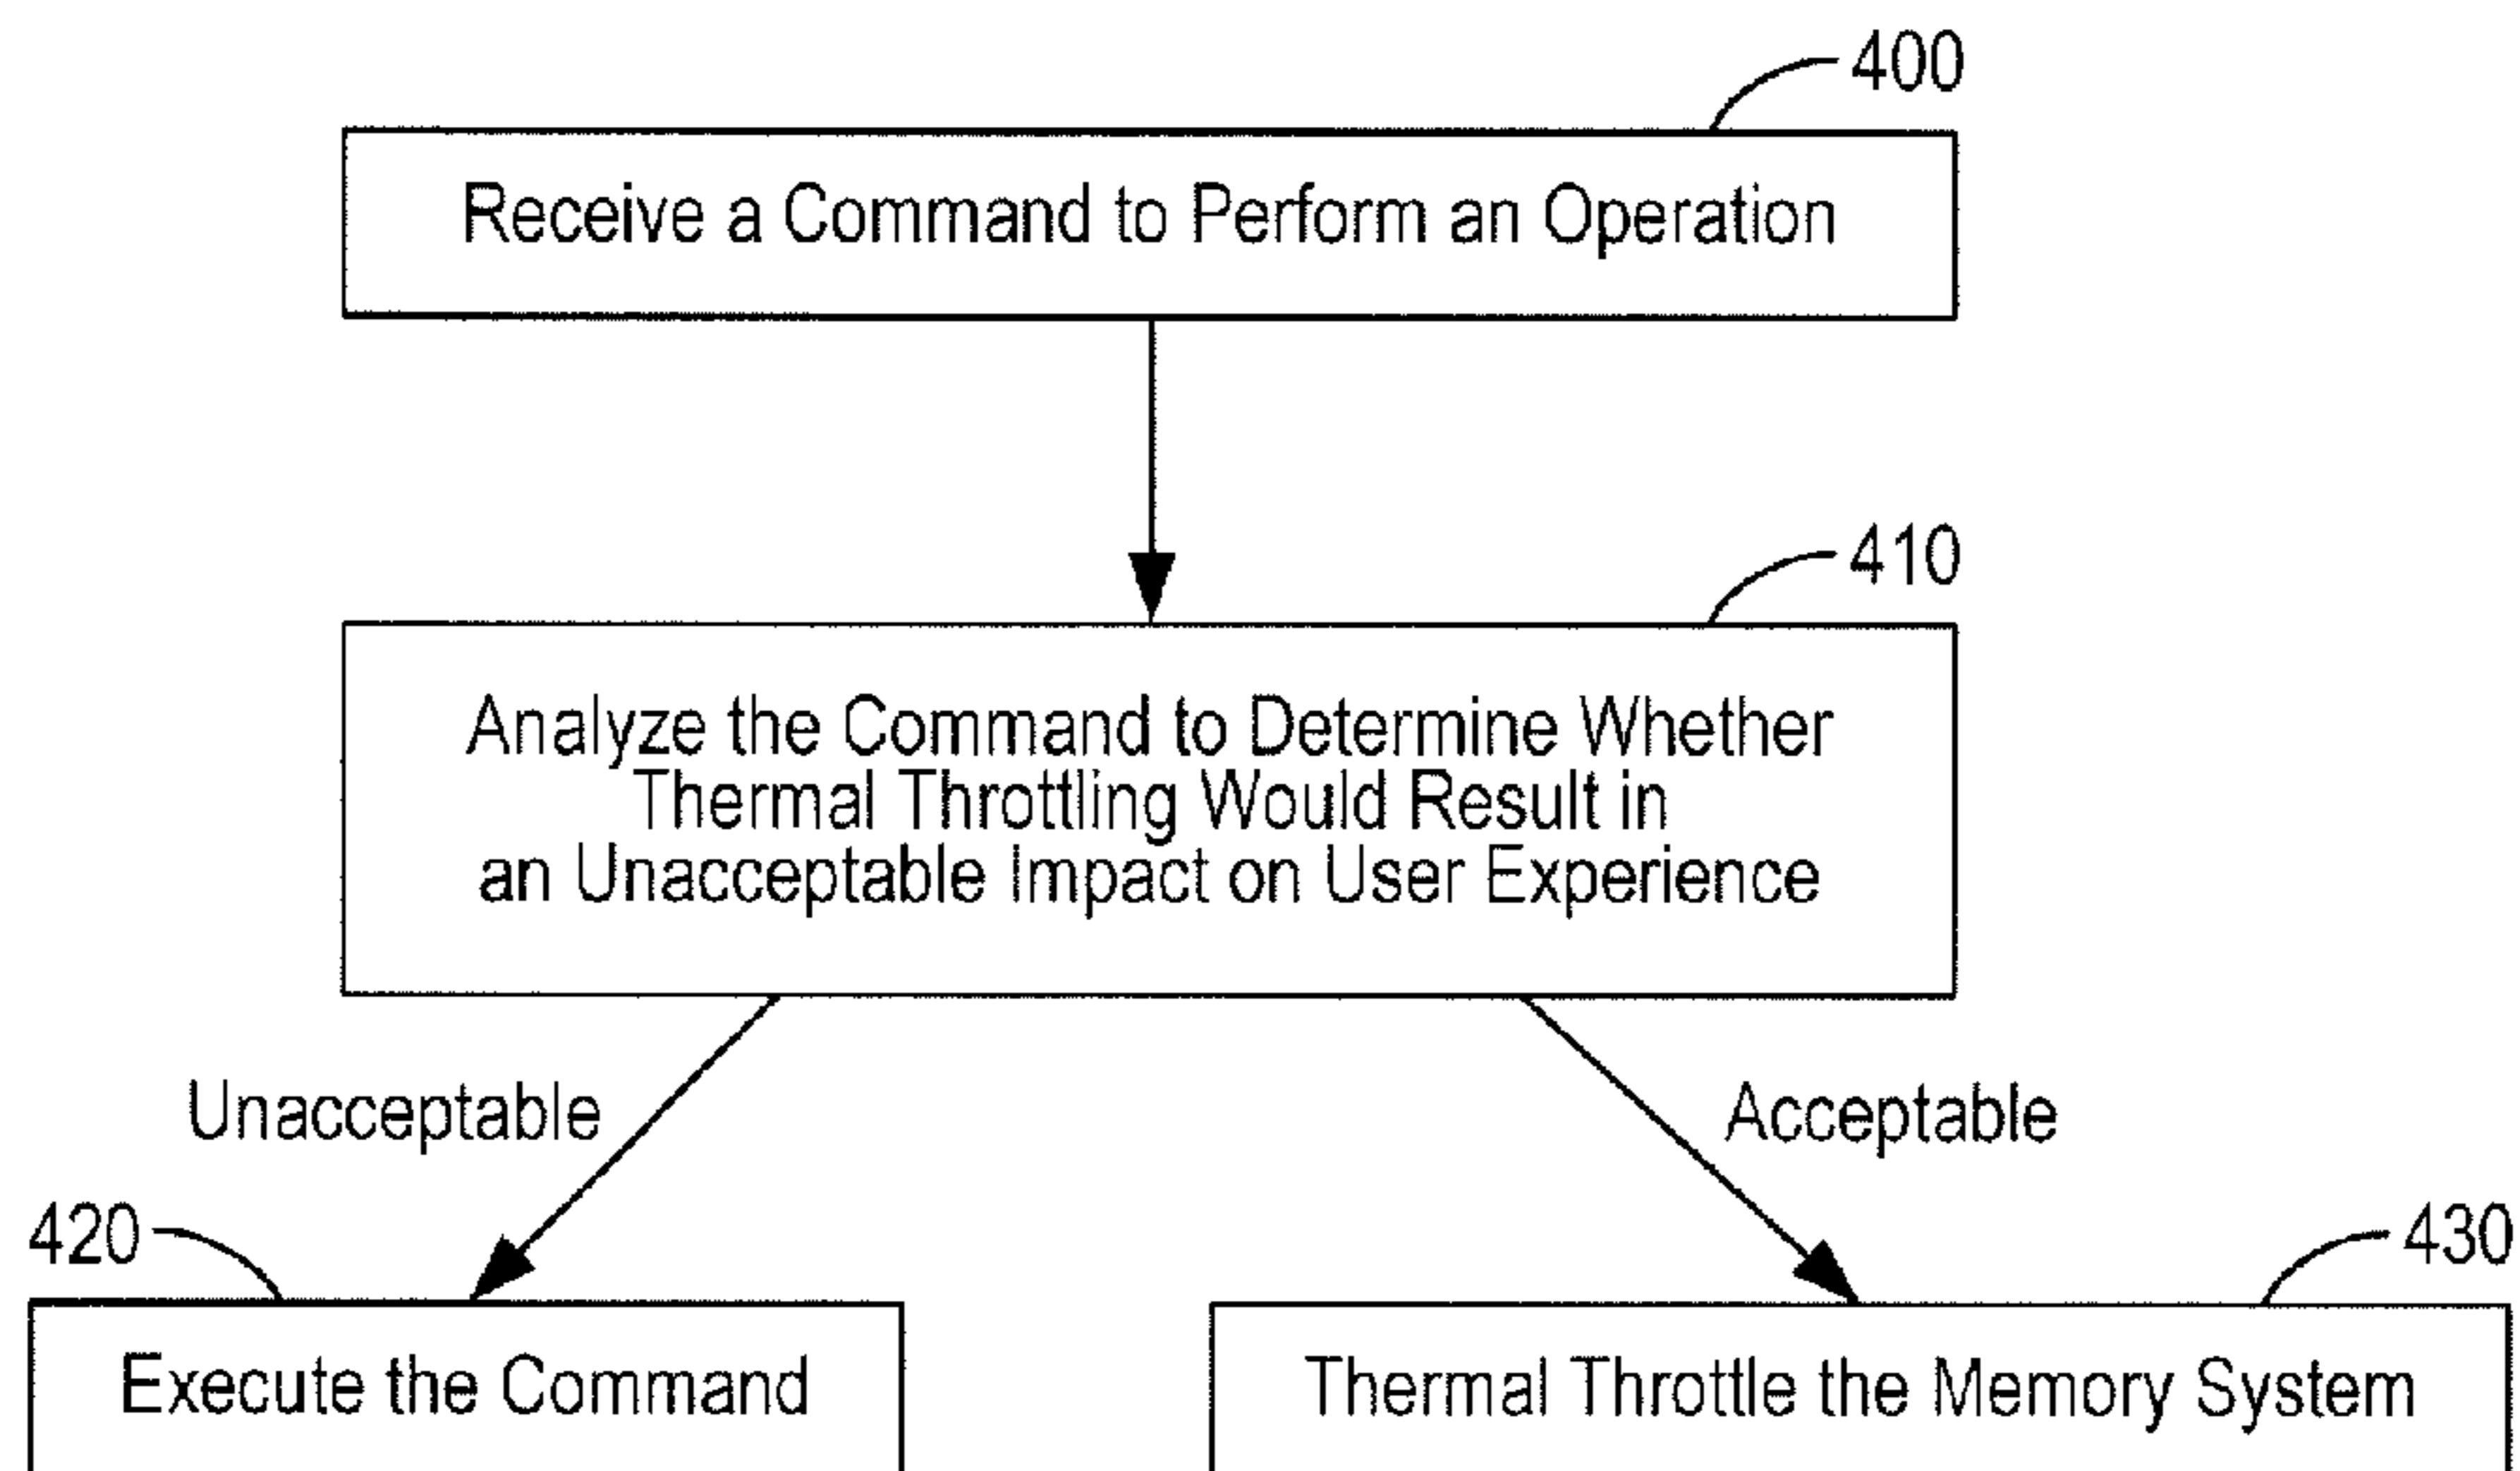 400
Receive a Command to Perform an Operation
410
Analyze the Command to Determine Whether
Thermal Throttling Would Result in
an Unacceptable Impact on User Experience
Unacceptable
Acceptable
420
430
Execute the Command
Thermal Throttle the Memory System